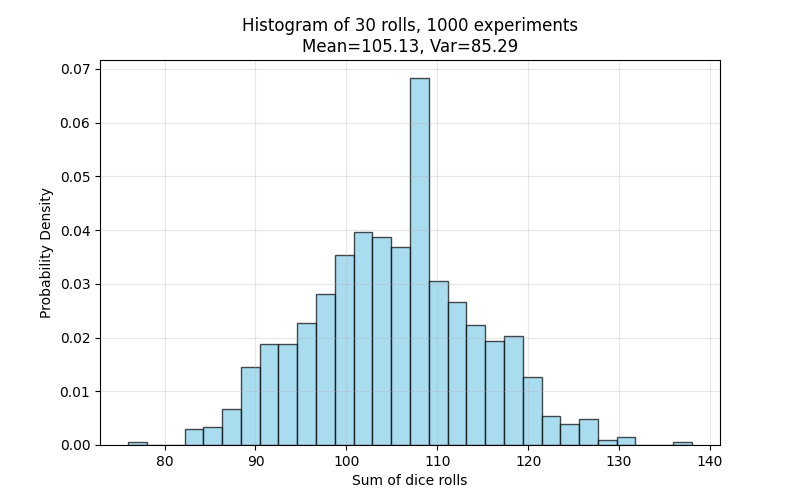 Histogram of 30 rolls, 1000 experiments
Mean=105.13, Var=85.29
0.07
0.06
0.05
0.04
0.03
0.02
0.01
0.00
Probability Density
80 90 100 110 120 130 140
Sum of dice rolls